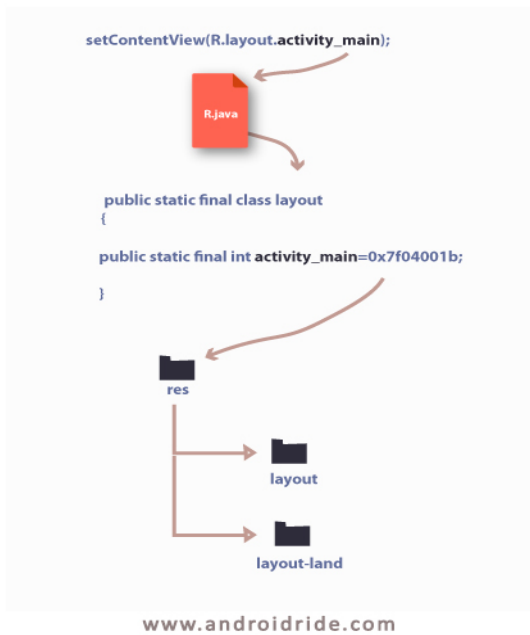 setContentView(R.layout.activity_main);
R.java
public static final class layout
{
public static final int activity_main=0x7f04001b;
}
res
layout
layout-land
www.androidride.com